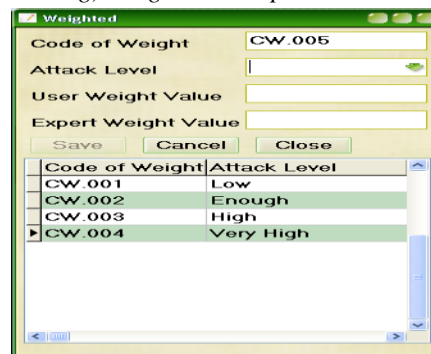 Weighted
Code of Weight CW.005
Attack Level
User Weight Value
Expert Weight Value
Save Cancel Close
Code of Weight Attack Level
CW.001 Low
CW.002 Enough
CW.003 High
CW.004 Very High